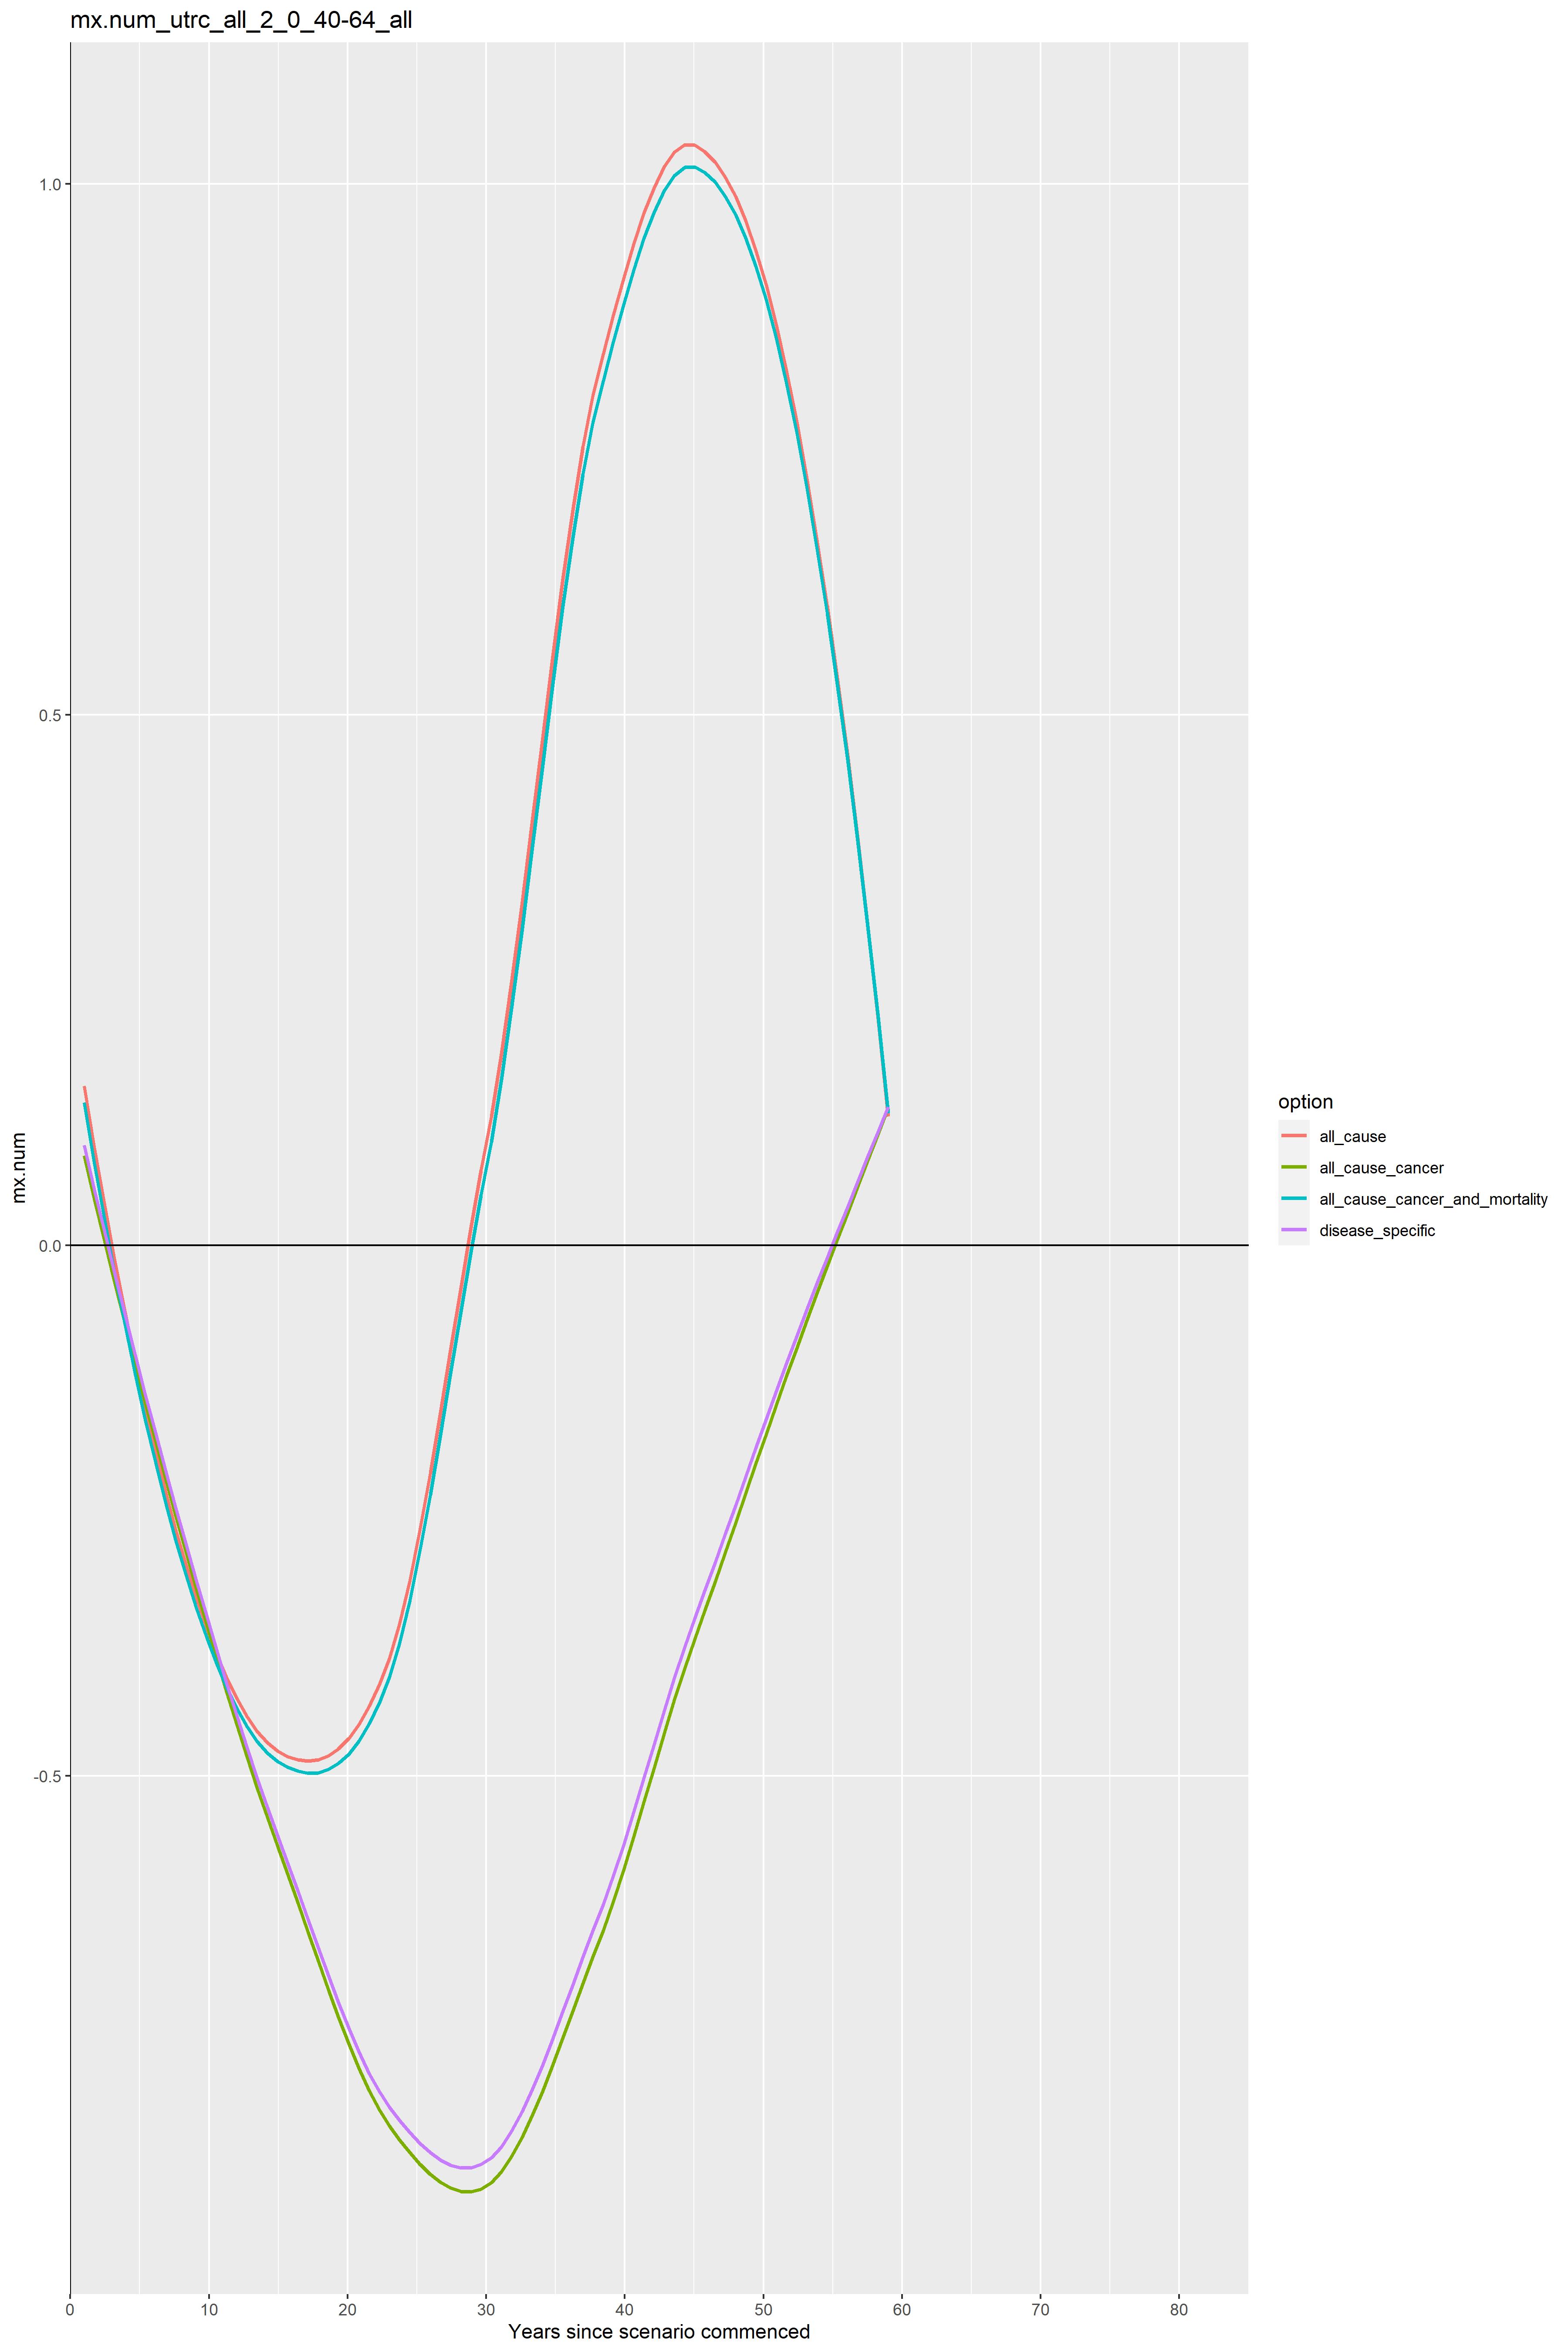 mx.num_utrc_all_2_0_40-64_all
1.0
0.5
0.0
-0.5
mx.num
0 10 20 30 40 50 60 70 80
Years since scenario commenced
option
all_cause
all_cause_cancer
all_cause_cancer_and_mortality
disease_specific